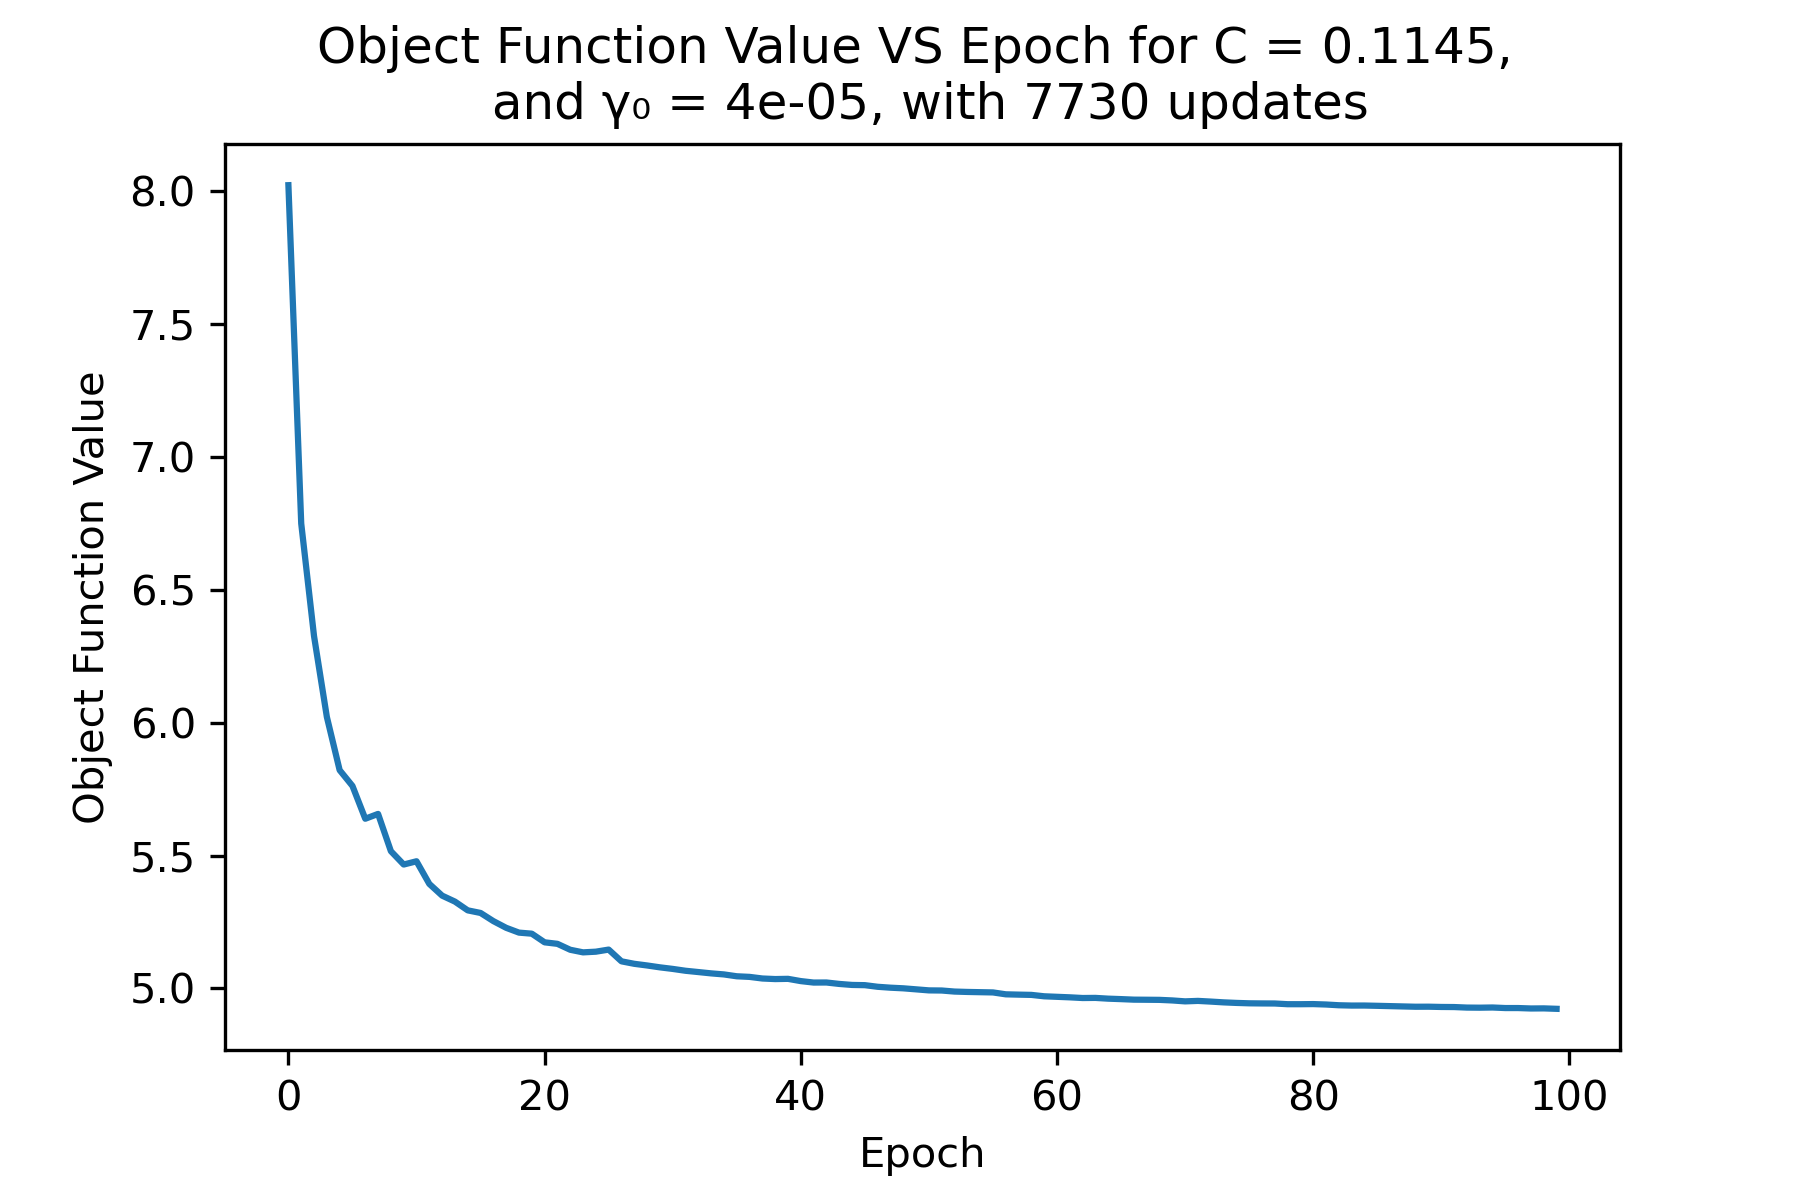 Object Function Value VS Epoch for C = 0.1145,
and γ₀ = 4e-05, with 7730 updates
Object Function Value
8.0
7.5
7.0
6.5
6.0
5.5
5.0
0 20 40 60 80 100
Epoch